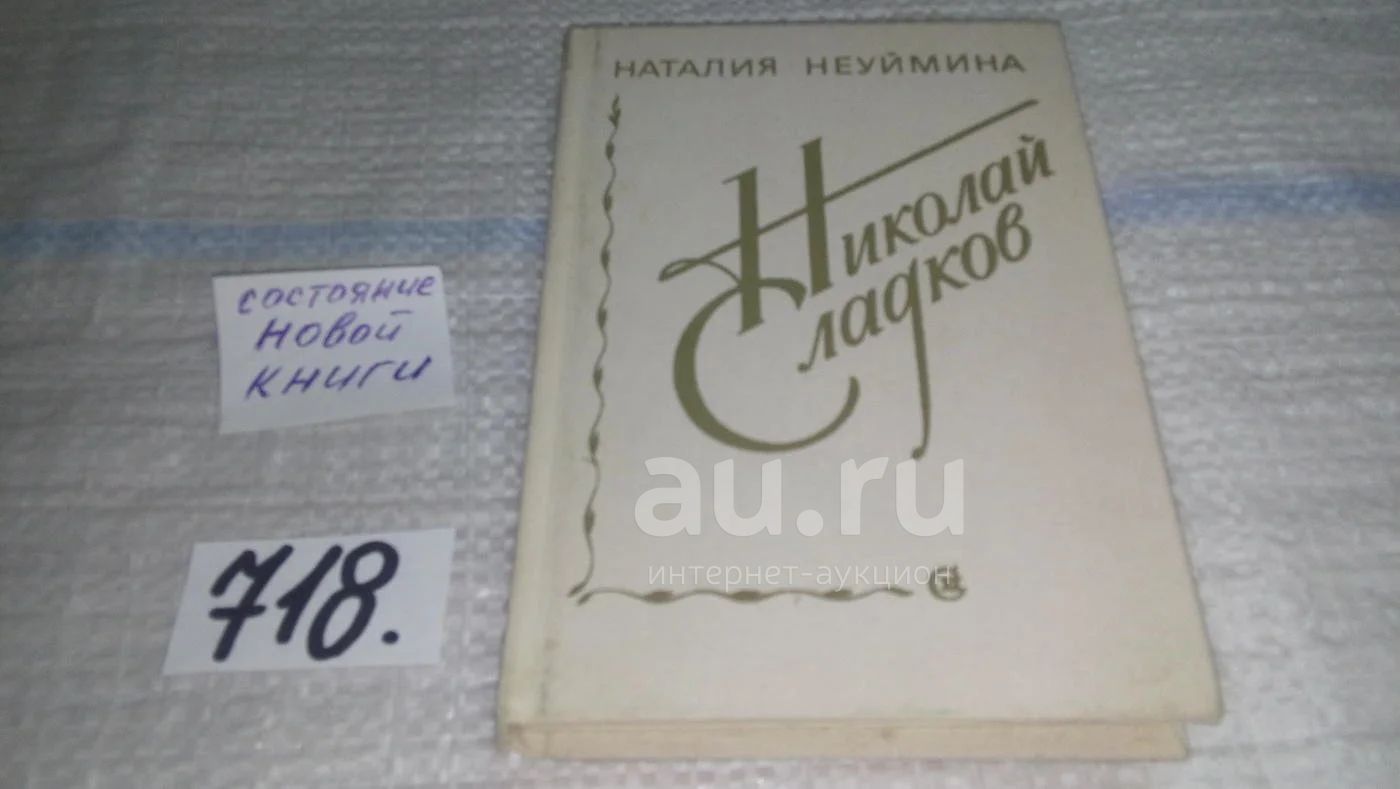 НАТАЛИЯ НЕУЙМИНА
Николай
Сладков
состояние
новой
книги
718.
au.ru
интернет-аукцион